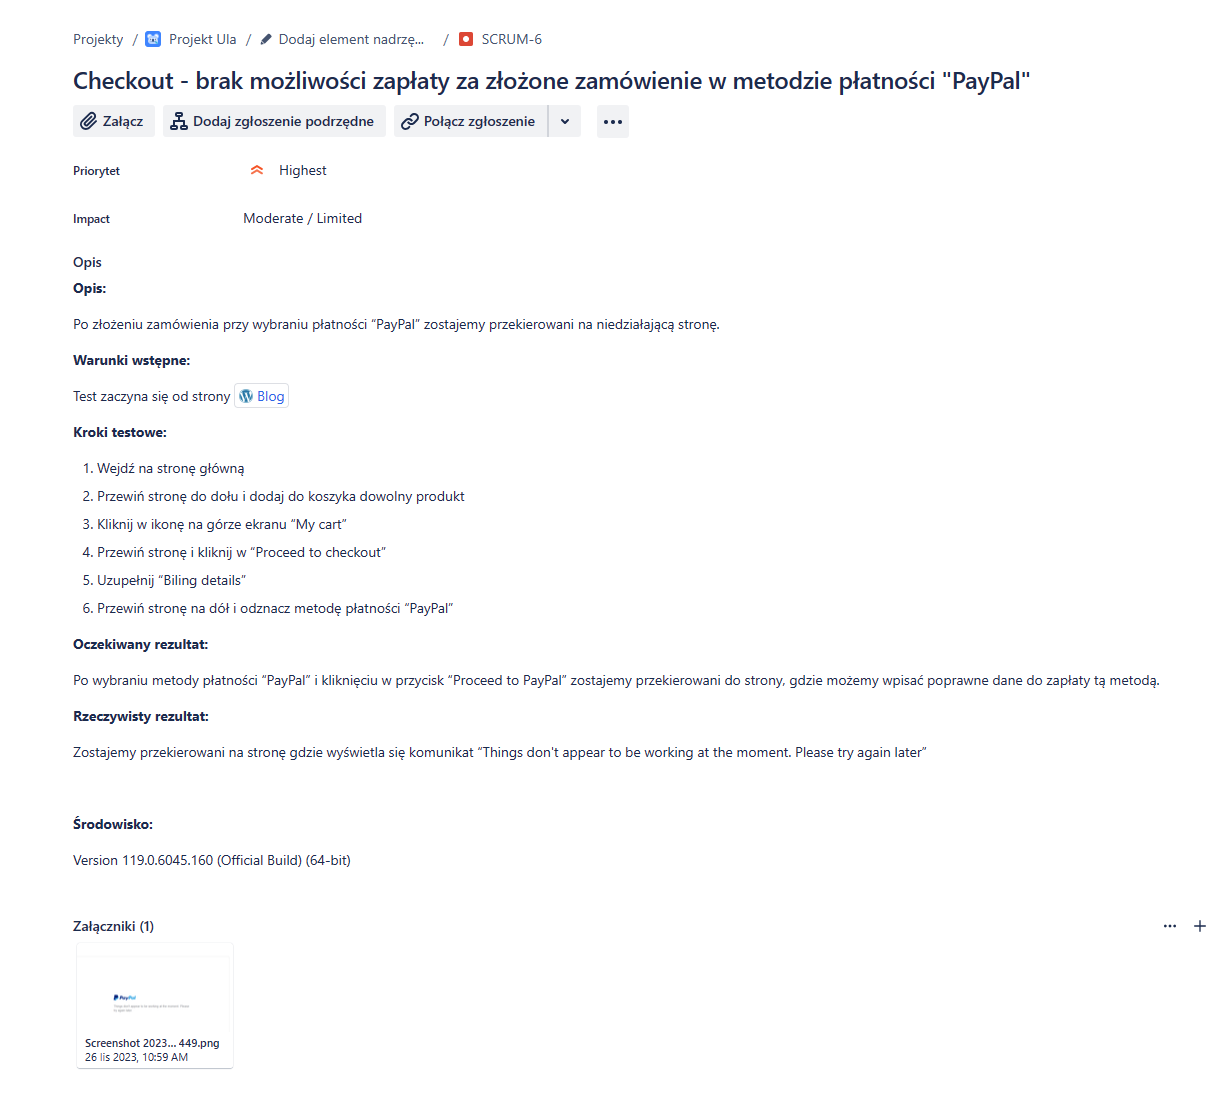 Projekty / Projekt Ula / Dodaj element nadrzę... / SCRUM-6
Checkout - brak możliwości zapłaty za złożone zamówienie w metodzie płatności "PayPal"
Załącz Dodaj zgłoszenie podrzędne Połącz zgłoszenie
Priorytet Highest
Impact Moderate / Limited
Opis
Opis:
Po złożeniu zamówienia przy wybraniu płatności “PayPal” zostajemy przekierowani na niedziałającą stronę.
Warunki wstępne:
Test zaczyna się od strony Blog
Kroki testowe:
1. Wejdź na stronę główną
2. Przewiń stronę do dołu i dodaj do koszyka dowolny produkt
3. Kliknij w ikonę na górze ekranu “My cart”
4. Przewiń stronę i kliknij w “Proceed to checkout”
5. Uzupełnij “Biling details”
6. Przewiń stronę na dół i odznacz metodę płatności “PayPal”
Oczekiwany rezultat:
Po wybraniu metody płatności “PayPal” i kliknięciu w przycisk “Proceed to PayPal” zostajemy przekierowani do strony, gdzie możemy wpisać poprawne dane do zapłaty tą metodą.
Rzeczywisty rezultat:
Zostajemy przekierowani na stronę gdzie wyświetla się komunikat “Things don't appear to be working at the moment. Please try again later”
Środowisko:
Version 119.0.6045.160 (Official Build) (64-bit)
Załączniki (1)
PayPal
Screenshot 2023... 449.png
26 lis 2023, 10:59 AM